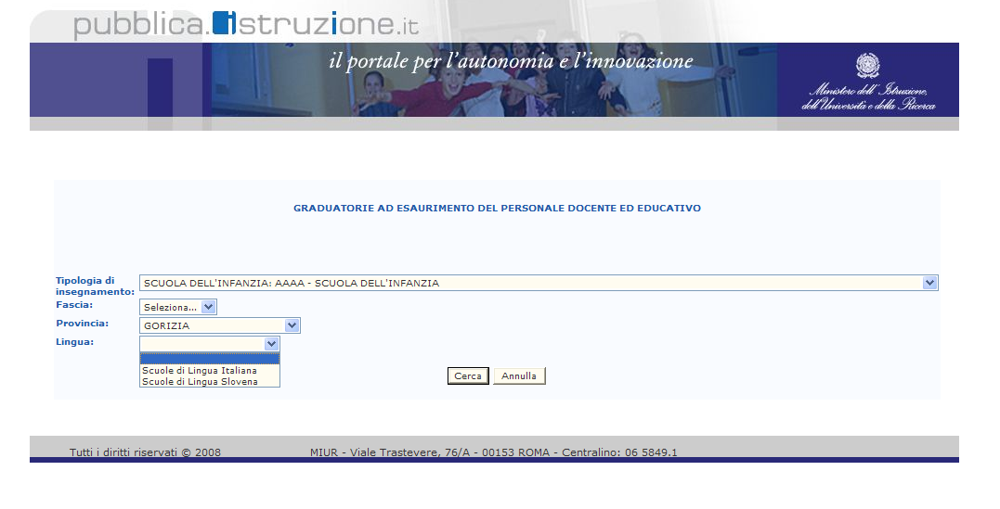 pubblica.istruzione.it
il portale per l'autonomia e l'innovazione
Ministero dell' Istruzione,
dell'Università e della Ricerca
GRADUATORIE AD ESAURIMENTO DEL PERSONALE DOCENTE ED EDUCATIVO
Tipologia di
insegnamento:
SCUOLA DELL'INFANZIA: AAAA - SCUOLA DELL'INFANZIA
Fascia: Seleziona...
Provincia: GORIZIA
Lingua:
Scuole di Lingua Italiana
Scuole di Lingua Slovena
Cerca Annulla
Tutti i diritti riservati © 2008 MIUR - Viale Trastevere, 76/A - 00153 ROMA - Centralino: 06 5849.1